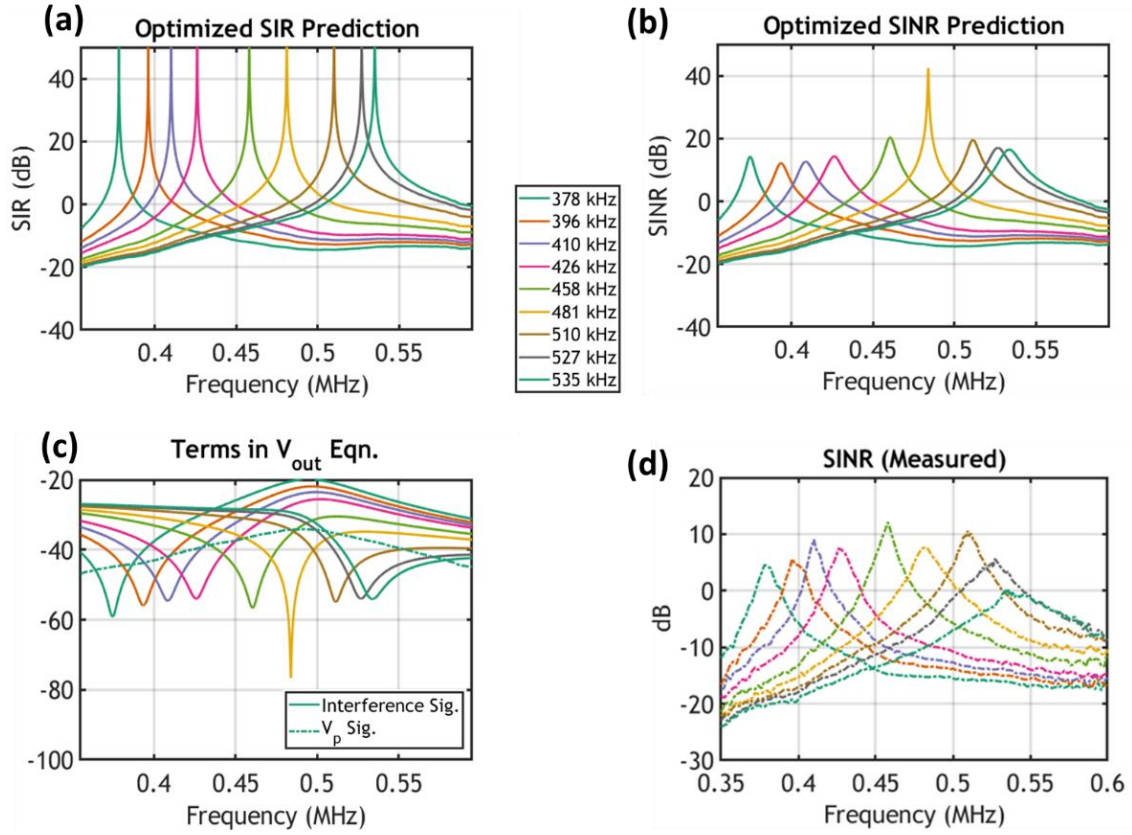 (a)
Optimized SIR Prediction
SIR (dB)
40
20
0
-20
-40
0.4
0.45
0.5
0.55
Frequency (MHz)
378 kHz
396 kHz
410 kHz
426 kHz
458 kHz
481 kHz
510 kHz
527 kHz
535 kHz
(b)
Optimized SINR Prediction
SINR (dB)
40
20
0
-20
-40
0.4
0.45
0.5
0.55
Frequency (MHz)
(c)
Terms in Vout Eqn.
-20
-40
-60
-80
-100
Interference Sig.
Vp Sig.
0.4
0.45
0.5
0.55
Frequency (MHz)
(d)
SINR (Measured)
dB
20
10
0
-10
-20
-30
0.35
0.4
0.45
0.5
0.55
0.6
Frequency (MHz)